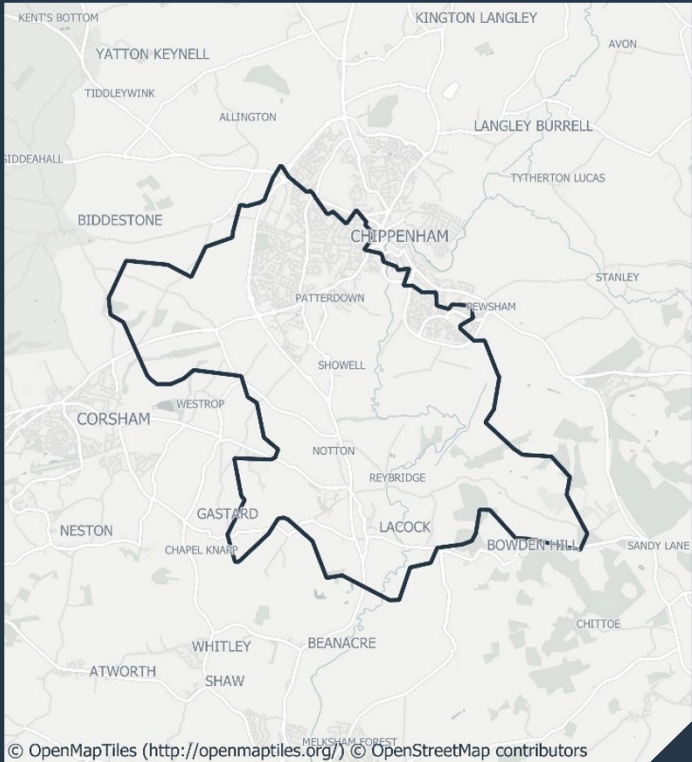 KENT'S BOTTOM
KINGTON LANGLEY
AVON
YATTON KEYNELL
TIDDLEYWINK
ALLINGTON
LANGLEY BURRELL
GIDDEAHALL
TYTHERTON LUCAS
BIDDESTONE
CHIPPENHAM
STANLEY
PATTERDOWN
PEWSHAM
SHOWELL
WESTROP
CORSHAM
NOTTON
REYBRIDGE
GASTARD
LACOCK
NESTON
CHAPEL KNAPP
BOWDEN HILL
SANDY LANE
CHITTOE
WHITLEY
BEANACRE
ATWORTH
SHAW
MELKSHAM FOREST
© OpenMapTiles (http://openmaptiles.org/) © OpenStreetMap contributors